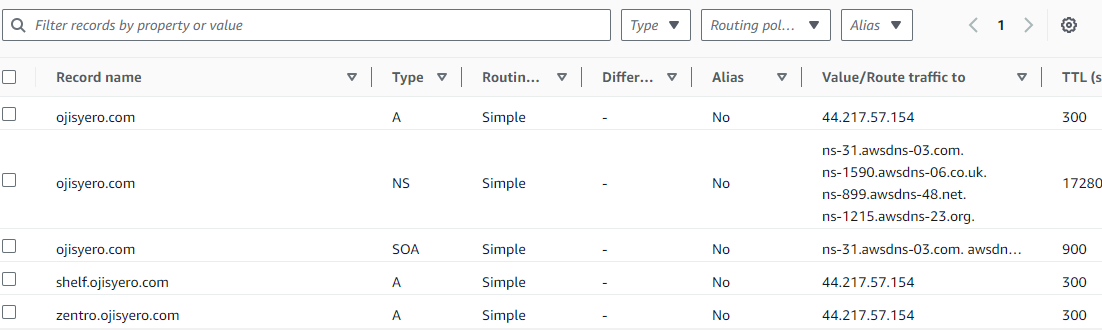 Filter records by property or value Type Routing pol... Alias 1
Record name Type Routin... Differ... Alias Value/Route traffic to TTL (s
ojisyero.com A Simple - No 44.217.57.154 300
ojisyero.com NS Simple - No ns-31.awsdns-03.com. 17280
ns-1590.awsdns-06.co.uk.
ns-899.awsdns-48.net.
ns-1215.awsdns-23.org.
ojisyero.com SOA Simple - No ns-31.awsdns-03.com. awsdn... 900
shelf.ojisyero.com A Simple - No 44.217.57.154 300
zentro.ojisyero.com A Simple - No 44.217.57.154 300